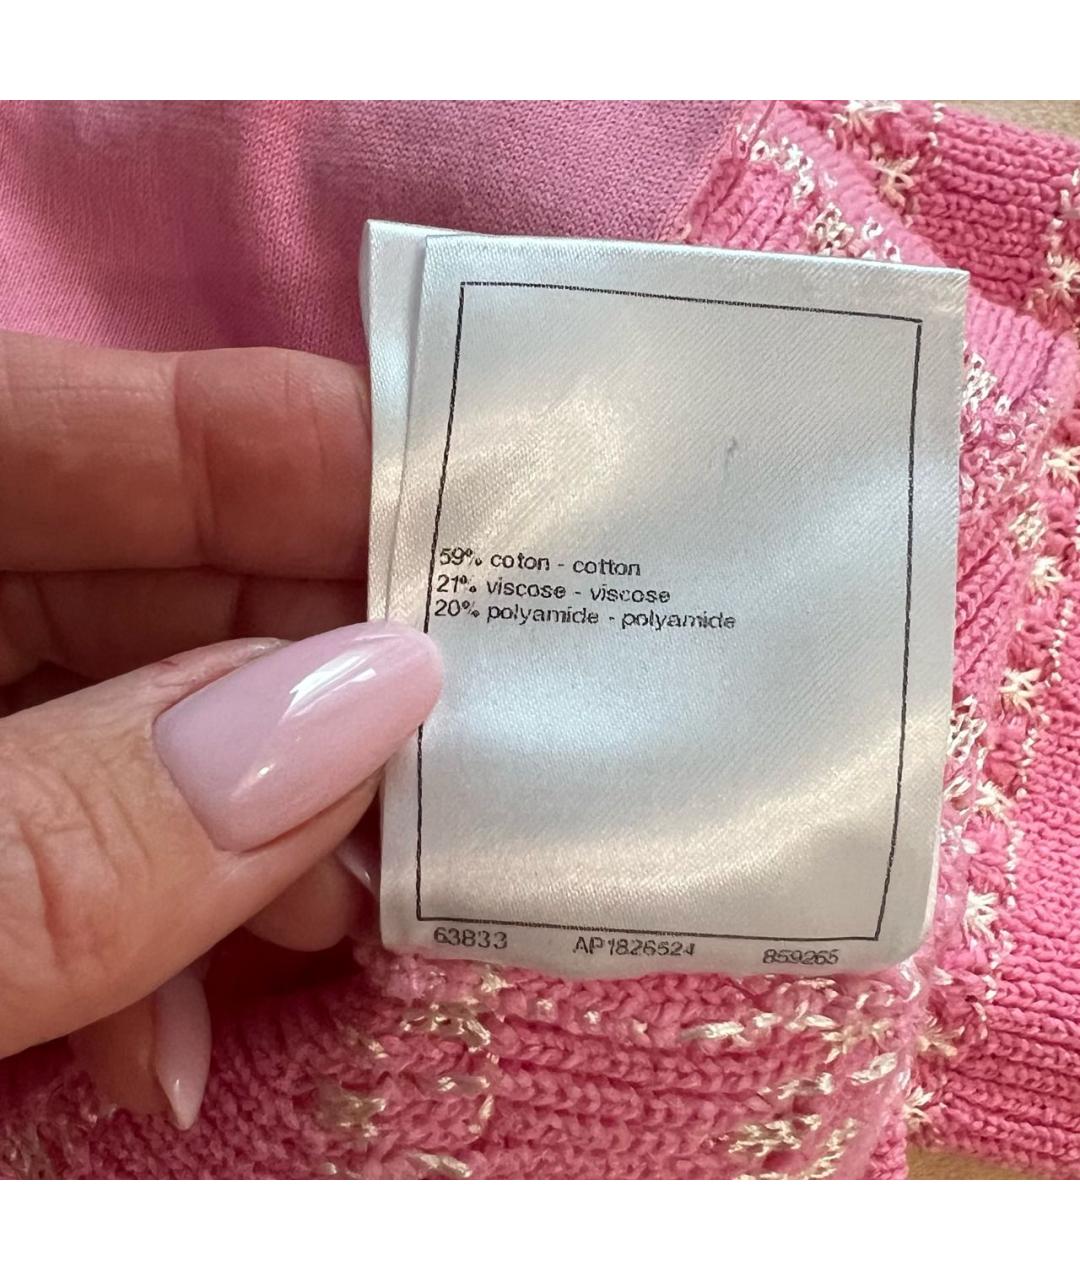 59% coton - cotton
21% viscose - viscose
20% polyamide - polyamide
63833 AP1826524 859265